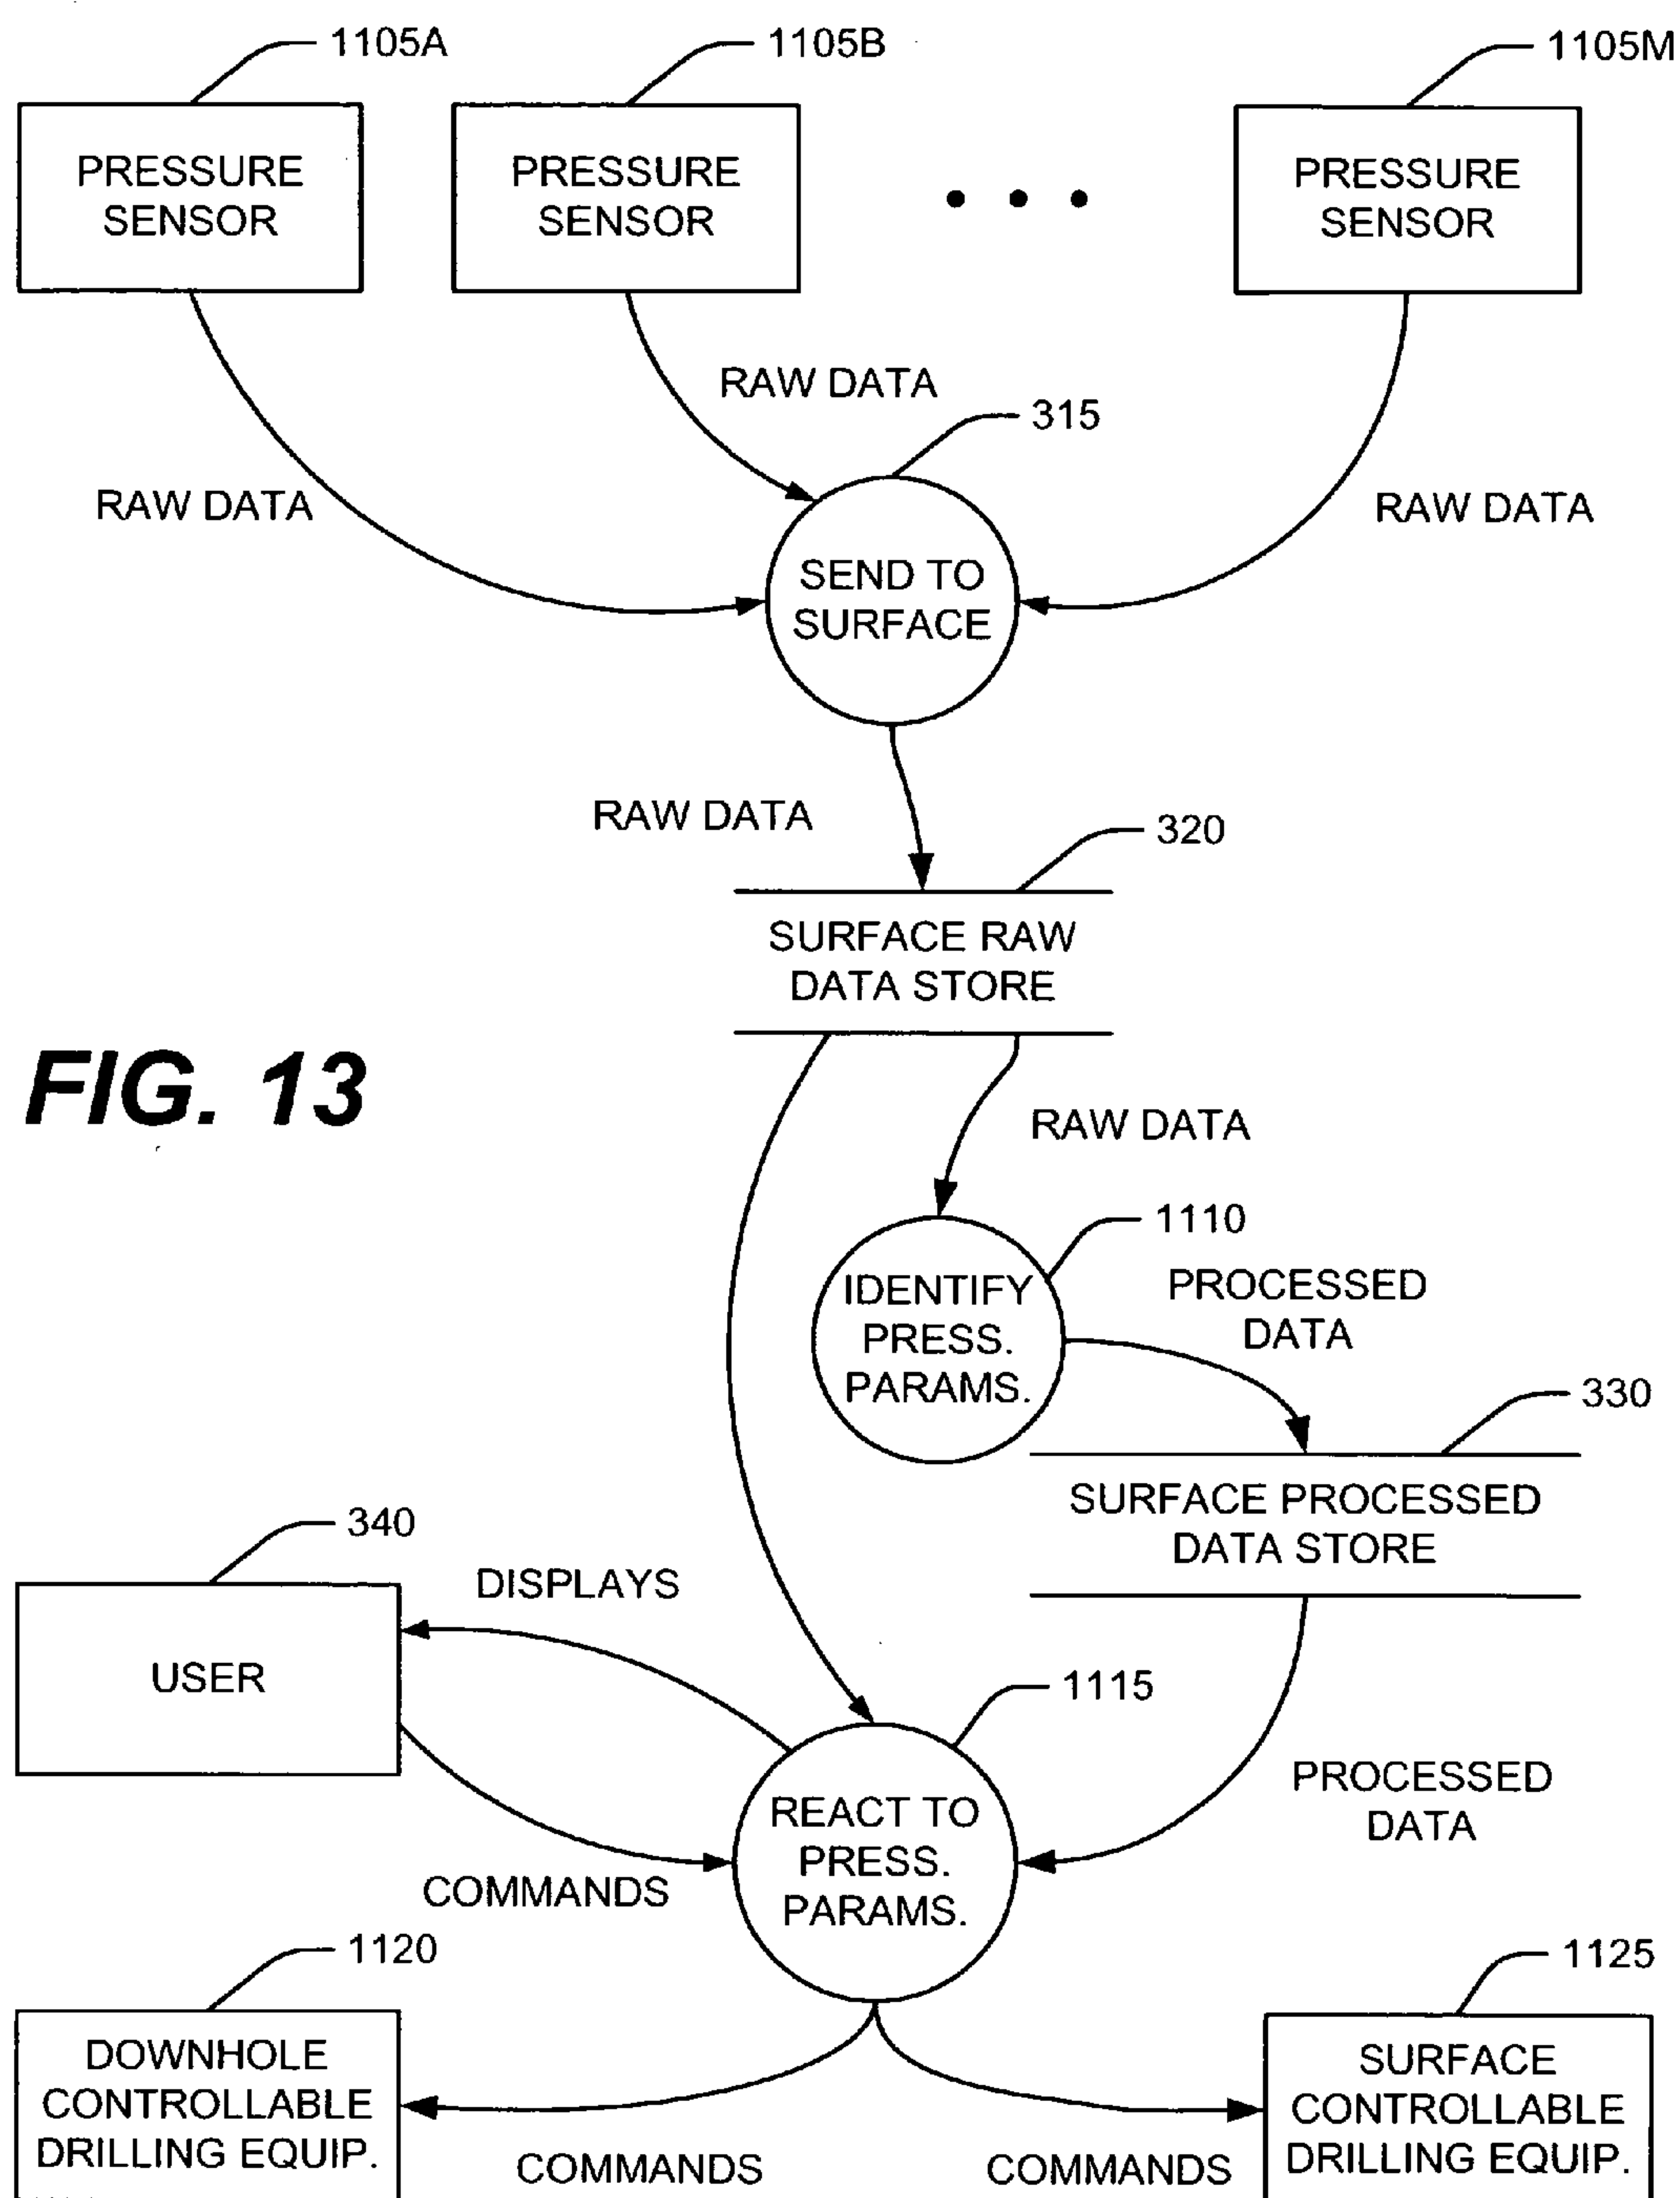 1105A
1105B
1105M
PRESSURE
SENSOR
PRESSURE
SENSOR
PRESSURE
SENSOR
RAW DATA
315
RAW DATA
RAW DATA
SEND TO
SURFACE
RAW DATA
320
SURFACE RAW
DATA STORE
FIG. 13
RAW DATA
1110
IDENTIFY
PRESS.
PARAMS.
PROCESSED
DATA
330
SURFACE PROCESSED
DATA STORE
340
DISPLAYS
USER
1115
REACT TO
PRESS.
PARAMS.
PROCESSED
DATA
COMMANDS
1120
1125
DOWNHOLE
CONTROLLABLE
DRILLING EQUIP.
SURFACE
CONTROLLABLE
DRILLING EQUIP.
COMMANDS
COMMANDS